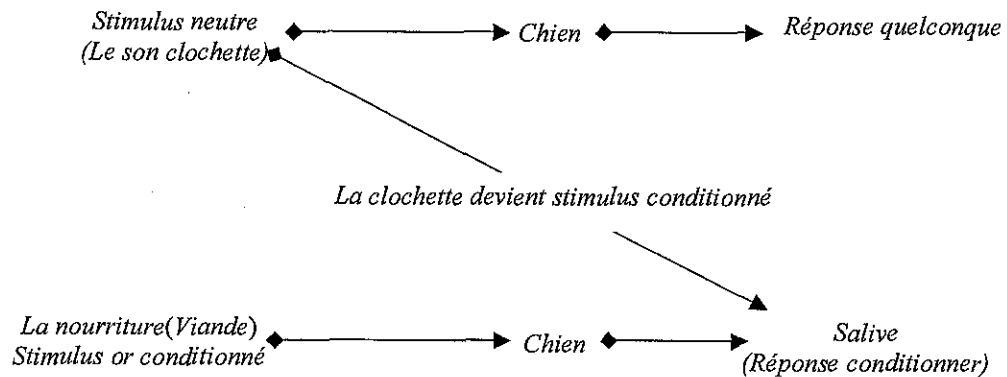 Stimulus neutre
(Le son clochette)
Chien
Réponse quelconque
La clochette devient stimulus conditionné
La nourriture(Viande)
Stimulus or conditionné
Chien
Salive
(Réponse conditionner)